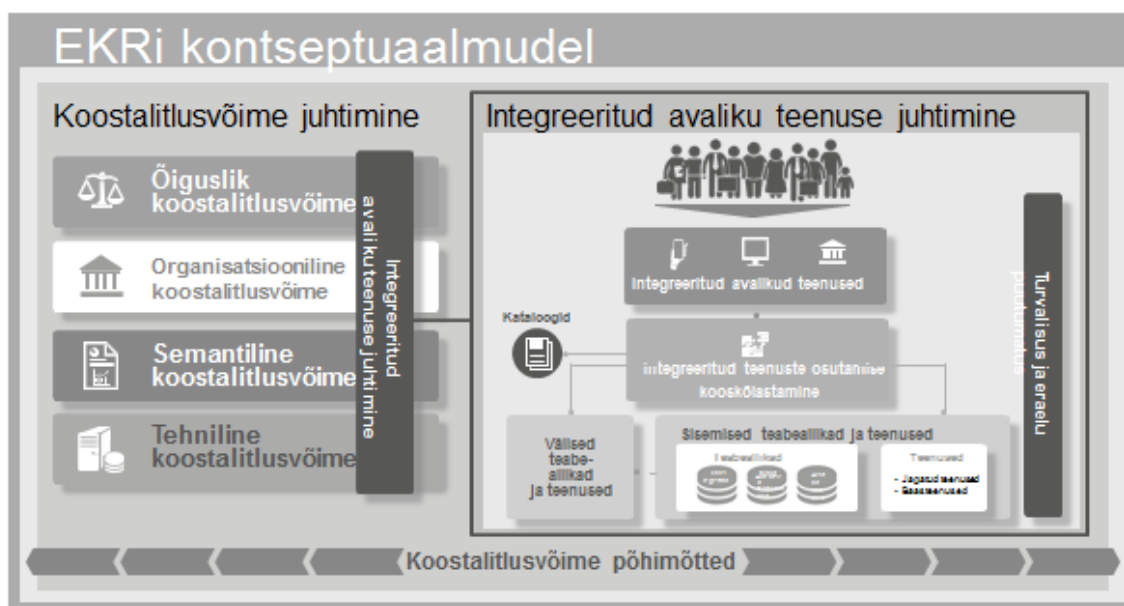 EKRi kontseptuaalmudel
Koostalitlusvõime juhtimine
Õiguslik
koostalitlusvõime
Organisatsiooniline
koostalitlusvõime
Semantiline
koostalitlusvõime
Tehniline
koostalitlusvõime
Integreeritud
avaliku teenuse juhtimine
Integreeritud avaliku teenuse juhtimine
Integreeritud avalikud teenused
Kataloogid
integreeritud teenuste osutamise
kooskõlastamine
Välised
teabe-
allikad
ja teenused
Sisemised teabeallikad ja teenused
Teabeallikad
Teenused
- Jagatud teenused
- Baasteenused
Turvalisus ja eraelu
puutumatus
Koostalitlusvõime põhimõtted